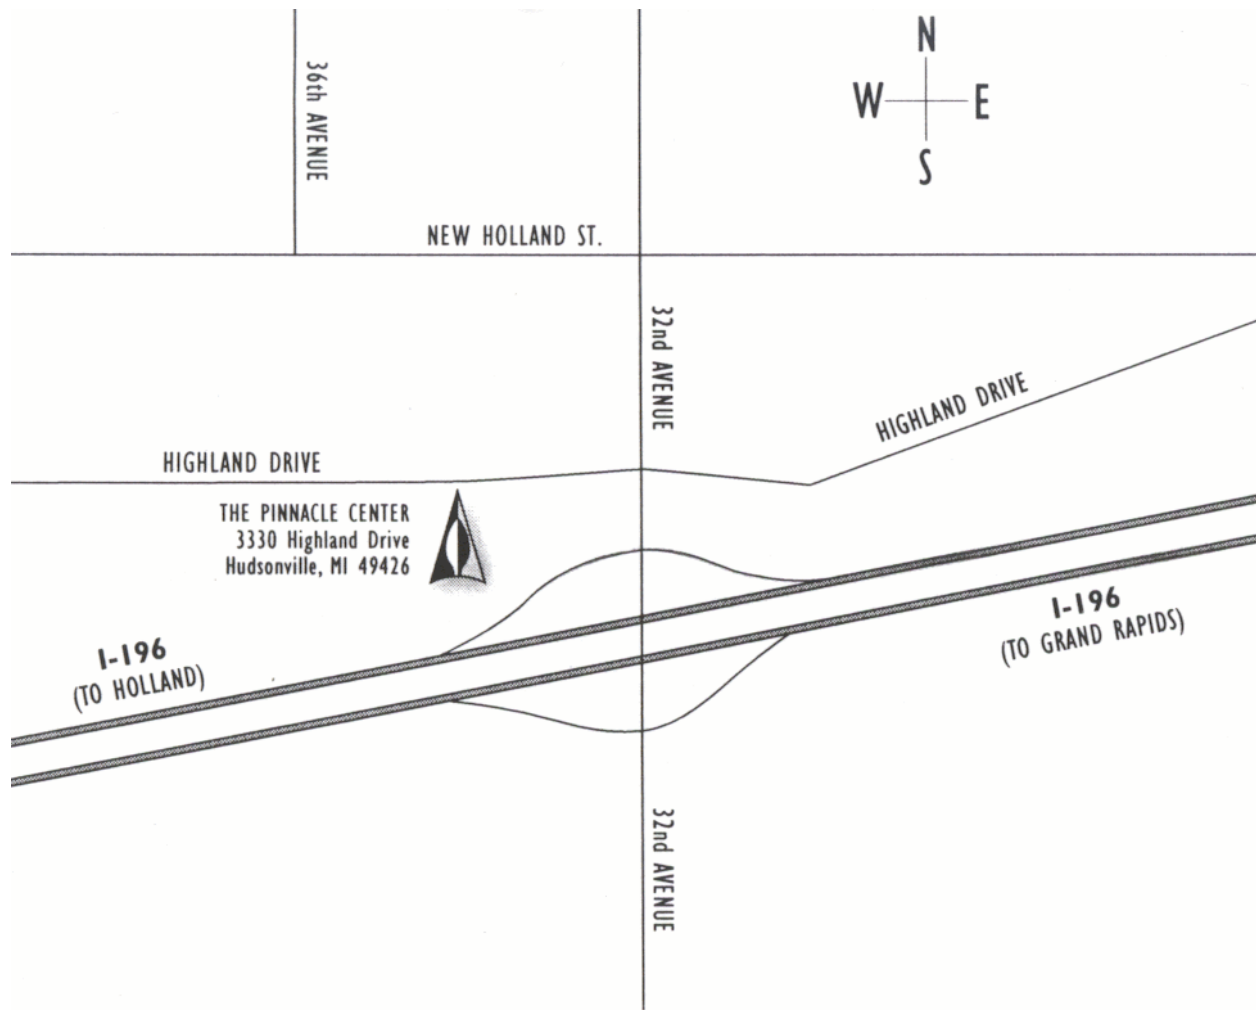 N
W E
S
36th AVENUE
NEW HOLLAND ST.
32nd AVENUE
HIGHLAND DRIVE
HIGHLAND DRIVE
THE PINNACLE CENTER
3330 Highland Drive
Hudsonville, MI 49426
I-196
(TO GRAND RAPIDS)
I-196
(TO HOLLAND)
32nd AVENUE